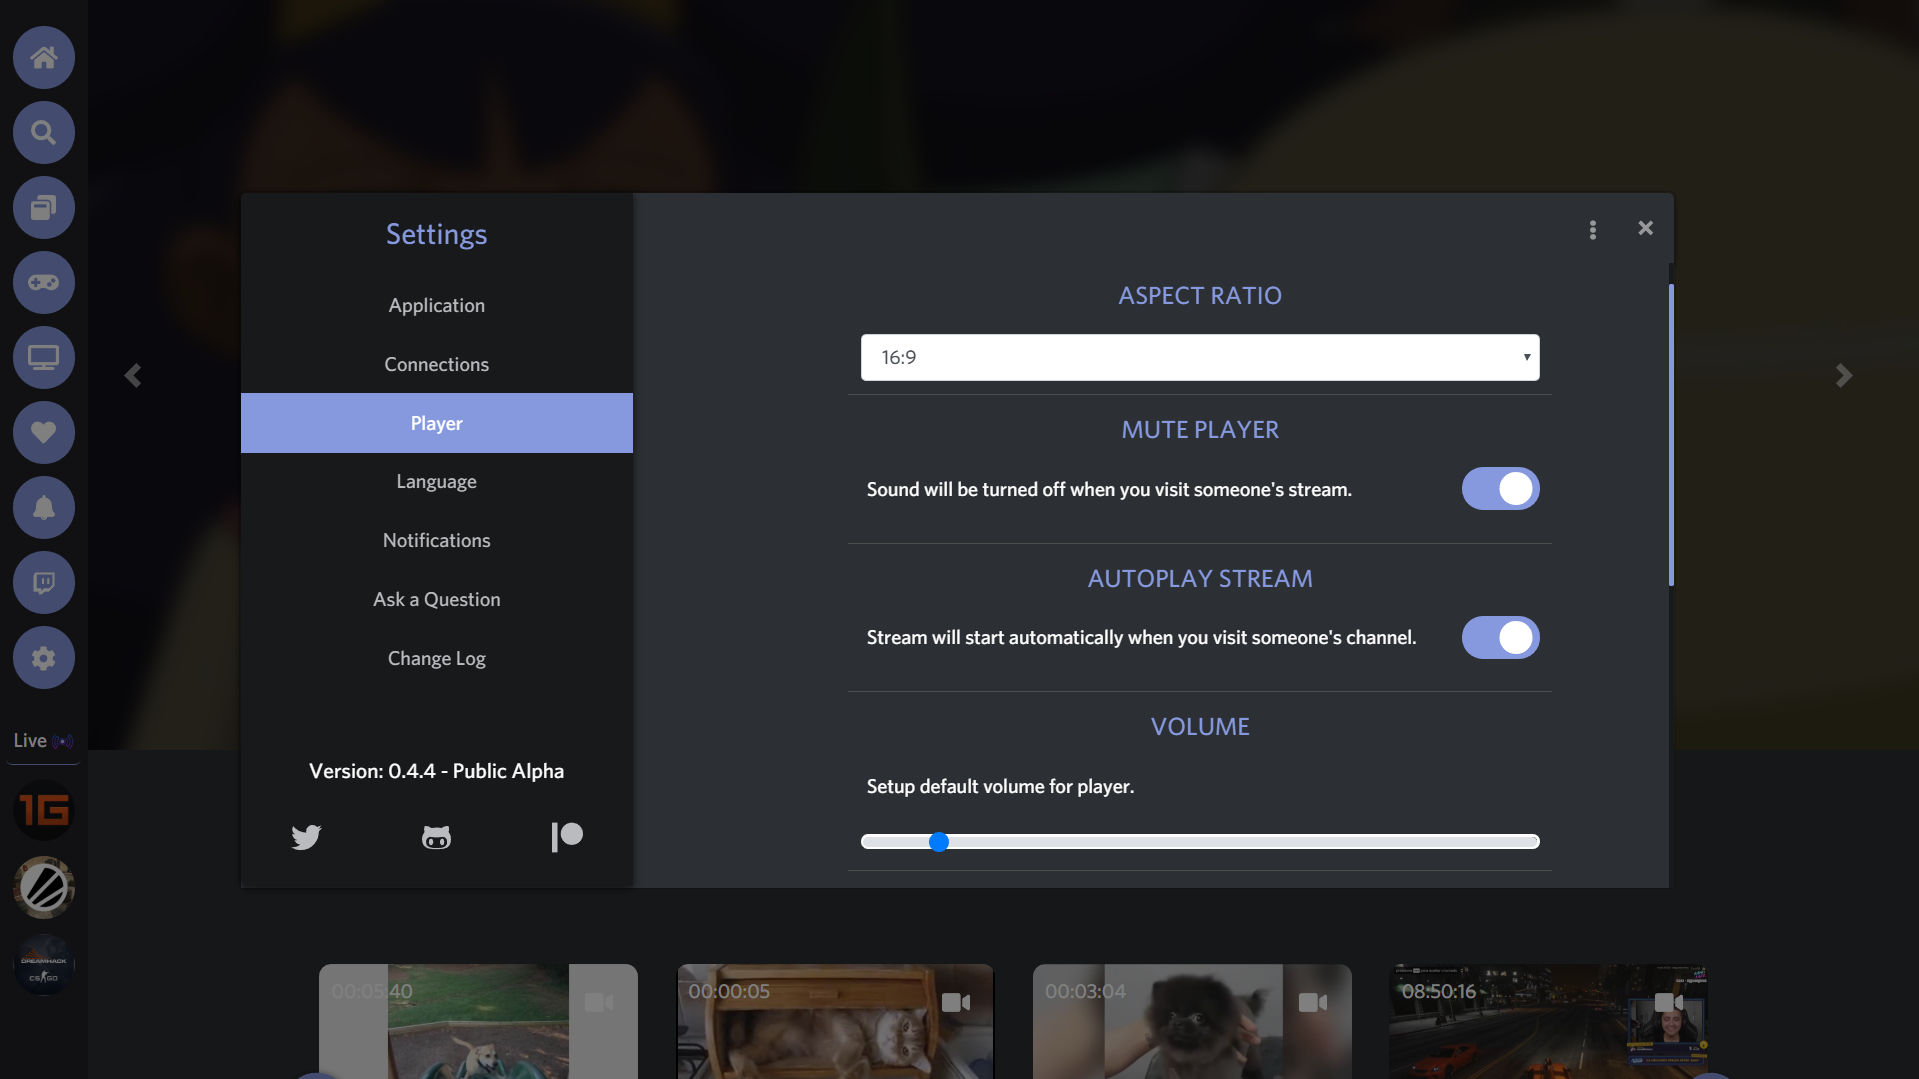 Settings
Application
Connections
Player
Language
Notifications
Ask a Question
Change Log
Version: 0.4.4 - Public Alpha
ASPECT RATIO
16:9
MUTE PLAYER
Sound will be turned off when you visit someone's stream.
AUTOPLAY STREAM
Stream will start automatically when you visit someone's channel.
VOLUME
Setup default volume for player.
Live
1G
DREAMHACK
CS:GO
00:05:40
00:00:05
00:03:04
08:50:16